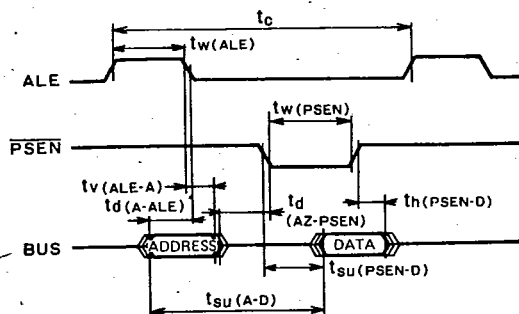 tc
tw(ALE)
ALE
tw(PSEN)
PSEN
tv(ALE-A)
td(A-ALE)
td
(AZ-PSEN)
th(PSEN-D)
BUS
ADDRESS
DATA
tsu(PSEN-D)
tsu(A-D)